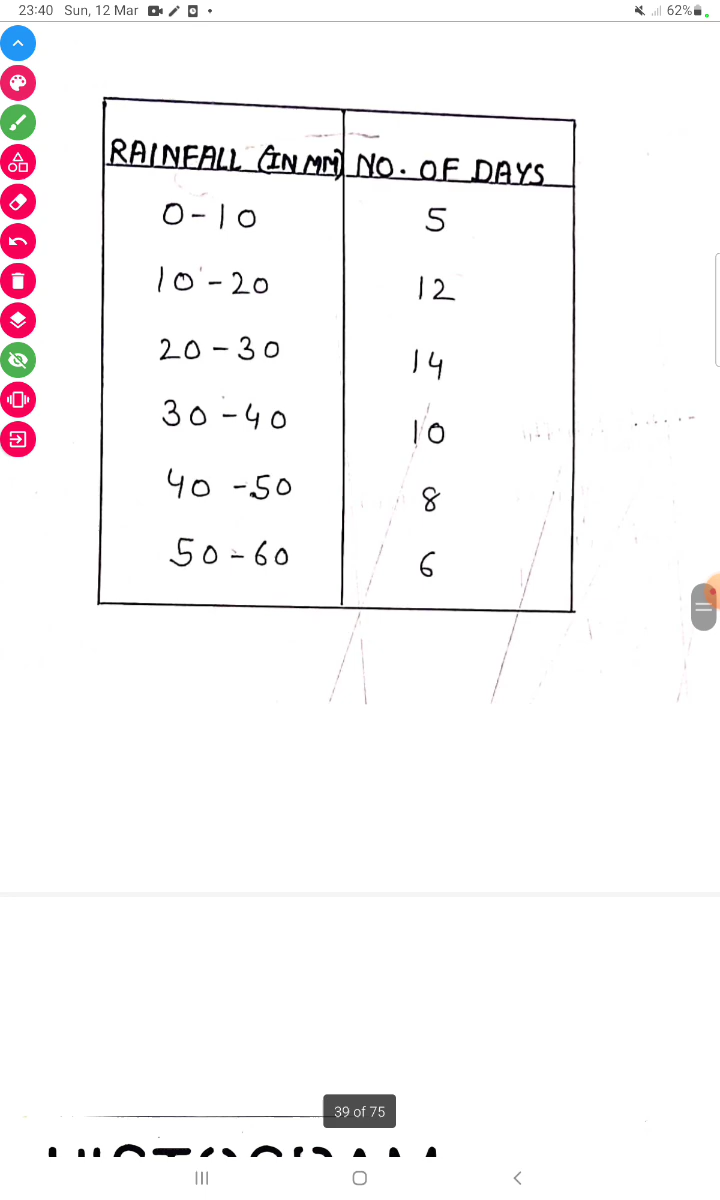 23:40 Sun, 12 Mar
62%
RAINFALL (IN MM) NO. OF DAYS
0-10 5
10-20 12
20-30 14
30-40 10
40-50 8
50-60 6
39 of 75
HISTOGRAM